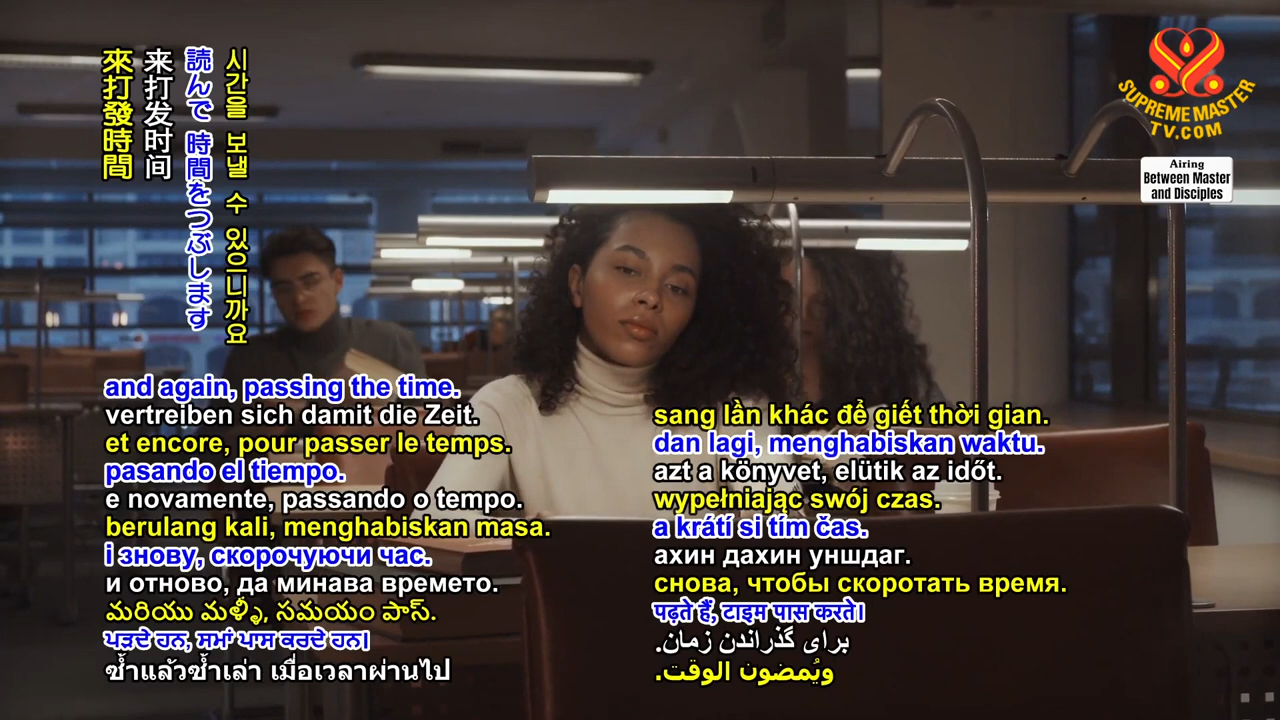 來打發時間
来打发时间
読んで 時間をつぶします
시간을 보낼 수 있으니까요
SUPREME MASTER
TV.COM
Airing
Between Master
and Disciples
and again, passing the time.
vertreiben sich damit die Zeit.
et encore, pour passer le temps.
pasando el tiempo.
e novamente, passando o tempo.
berulang kali, menghabiskan masa.
і знову, скорочуючи час.
и отново, да минава времето.
మరియు మళ్ళీ, సమయం పాస్.
ਪੜਦੇ ਹਨ, ਸਮਾਂ ਪਾਸ ਕਰਦੇ ਹਨ।
ซ้ำแล้วซ้ำเล่า เมื่อเวลาผ่านไป
sang lần khác để giết thời gian.
dan lagi, menghabiskan waktu.
azt a könyvet, elütik az időt.
wypełniając swój czas.
a krátí si tím čas.
ахин дахин уншдаг.
снова, чтобы скоротать время.
पढ़ते हैं, टाइम पास करते।
برای گذراندن زمان.
ويُمضون الوقت.